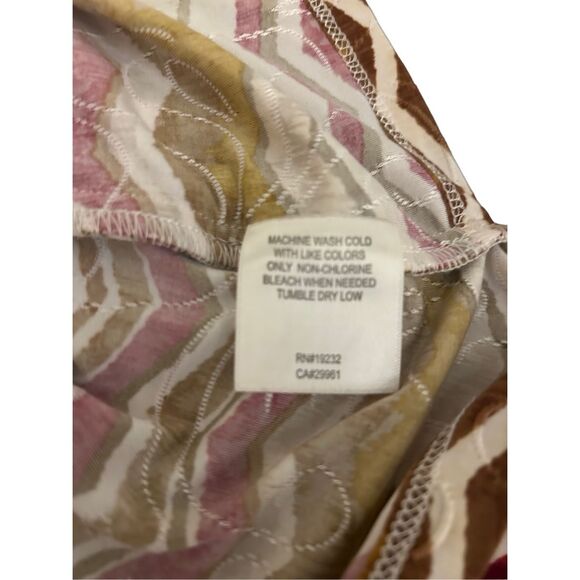 MACHINE WASH COLD
WITH LIKE COLORS
ONLY NON-CHLORINE
BLEACH WHEN NEEDED
TUMBLE DRY LOW
RN#19232
CA#29961